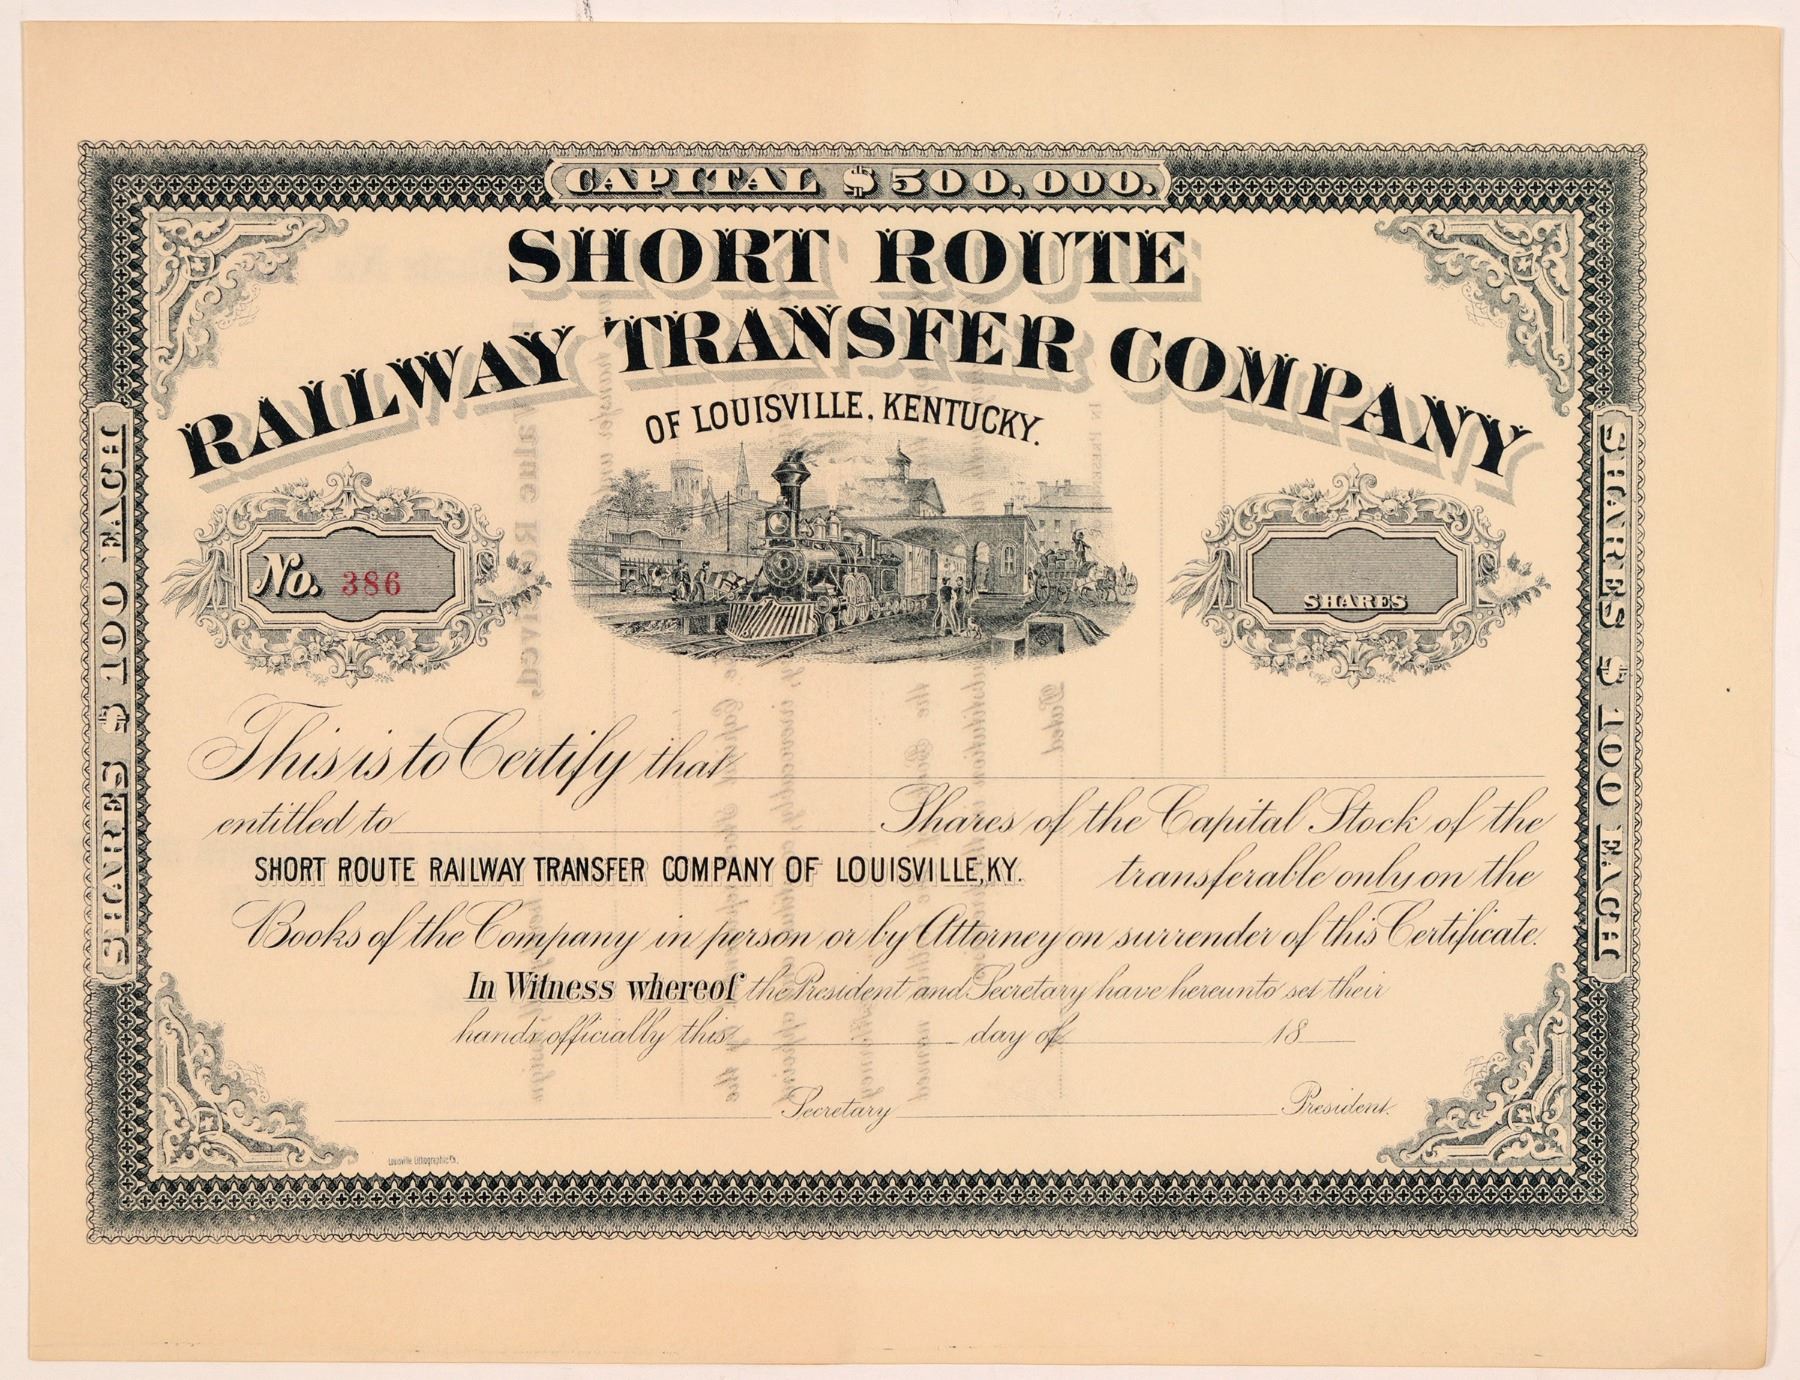 CAPITAL $500,000.
SHORT ROUTE
RAILWAY TRANSFER COMPANY
OF LOUISVILLE, KENTUCKY.
No. 386
SHARES
SHARES $100 EACH
SHARES $100 EACH
This is to Certify that
entitled to Shares of the Capital Stock of the
SHORT ROUTE RAILWAY TRANSFER COMPANY OF LOUISVILLE, KY. transferable only on the
Books of the Company in person or by Attorney on surrender of this Certificate.
In Witness whereof the President and Secretary have hereunto set their
hands officially this day of 18
Secretary President.
Louisville Lithographic Co.